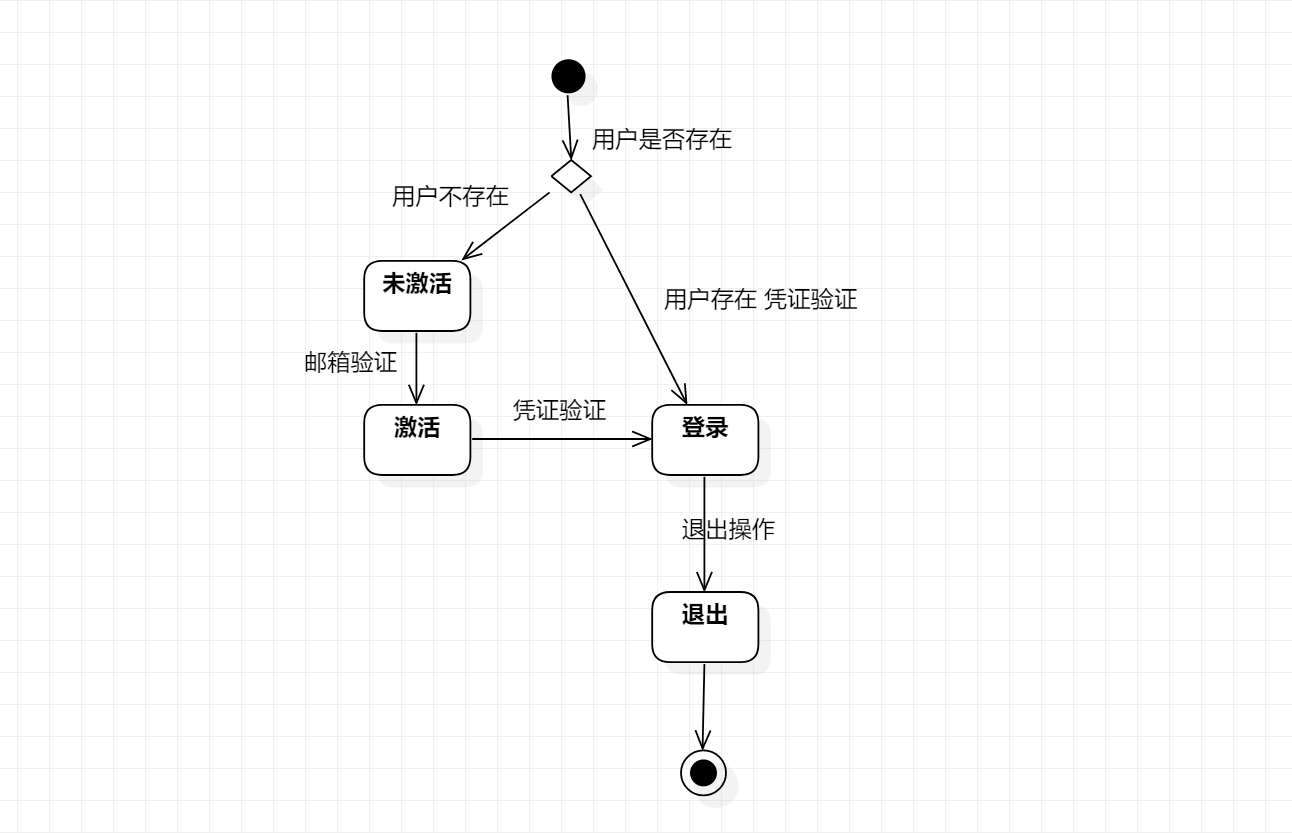 用户是否存在
用户不存在
未激活
用户存在 凭证验证
邮箱验证
激活
凭证验证
登录
退出操作
退出